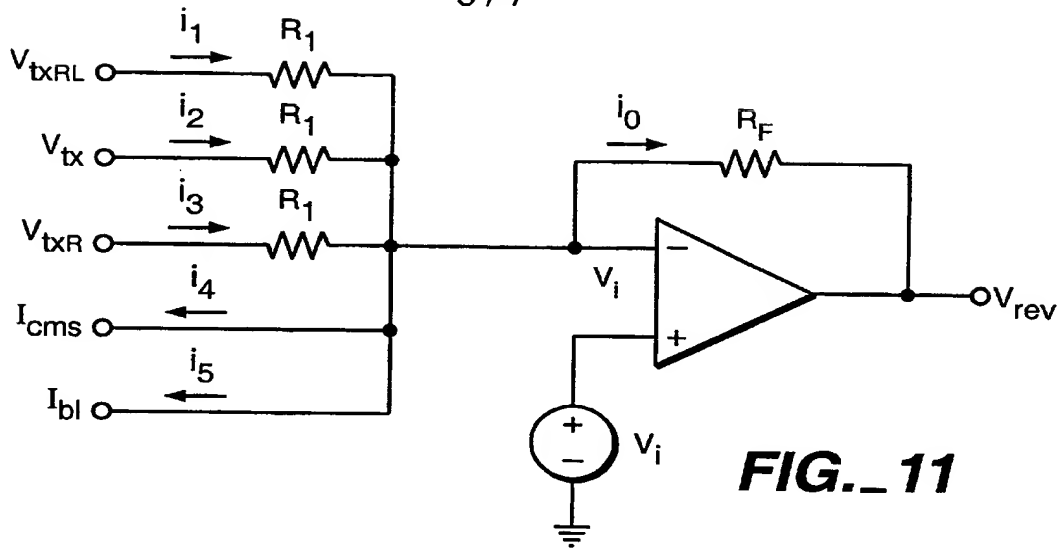 i1 R1
VtxRL
i2 R1
Vtx
i3 R1
VtxR
i4
Icms
i5
Ibl
i0 RF
−
Vi
+
Vrev
+
− Vi
FIG._11